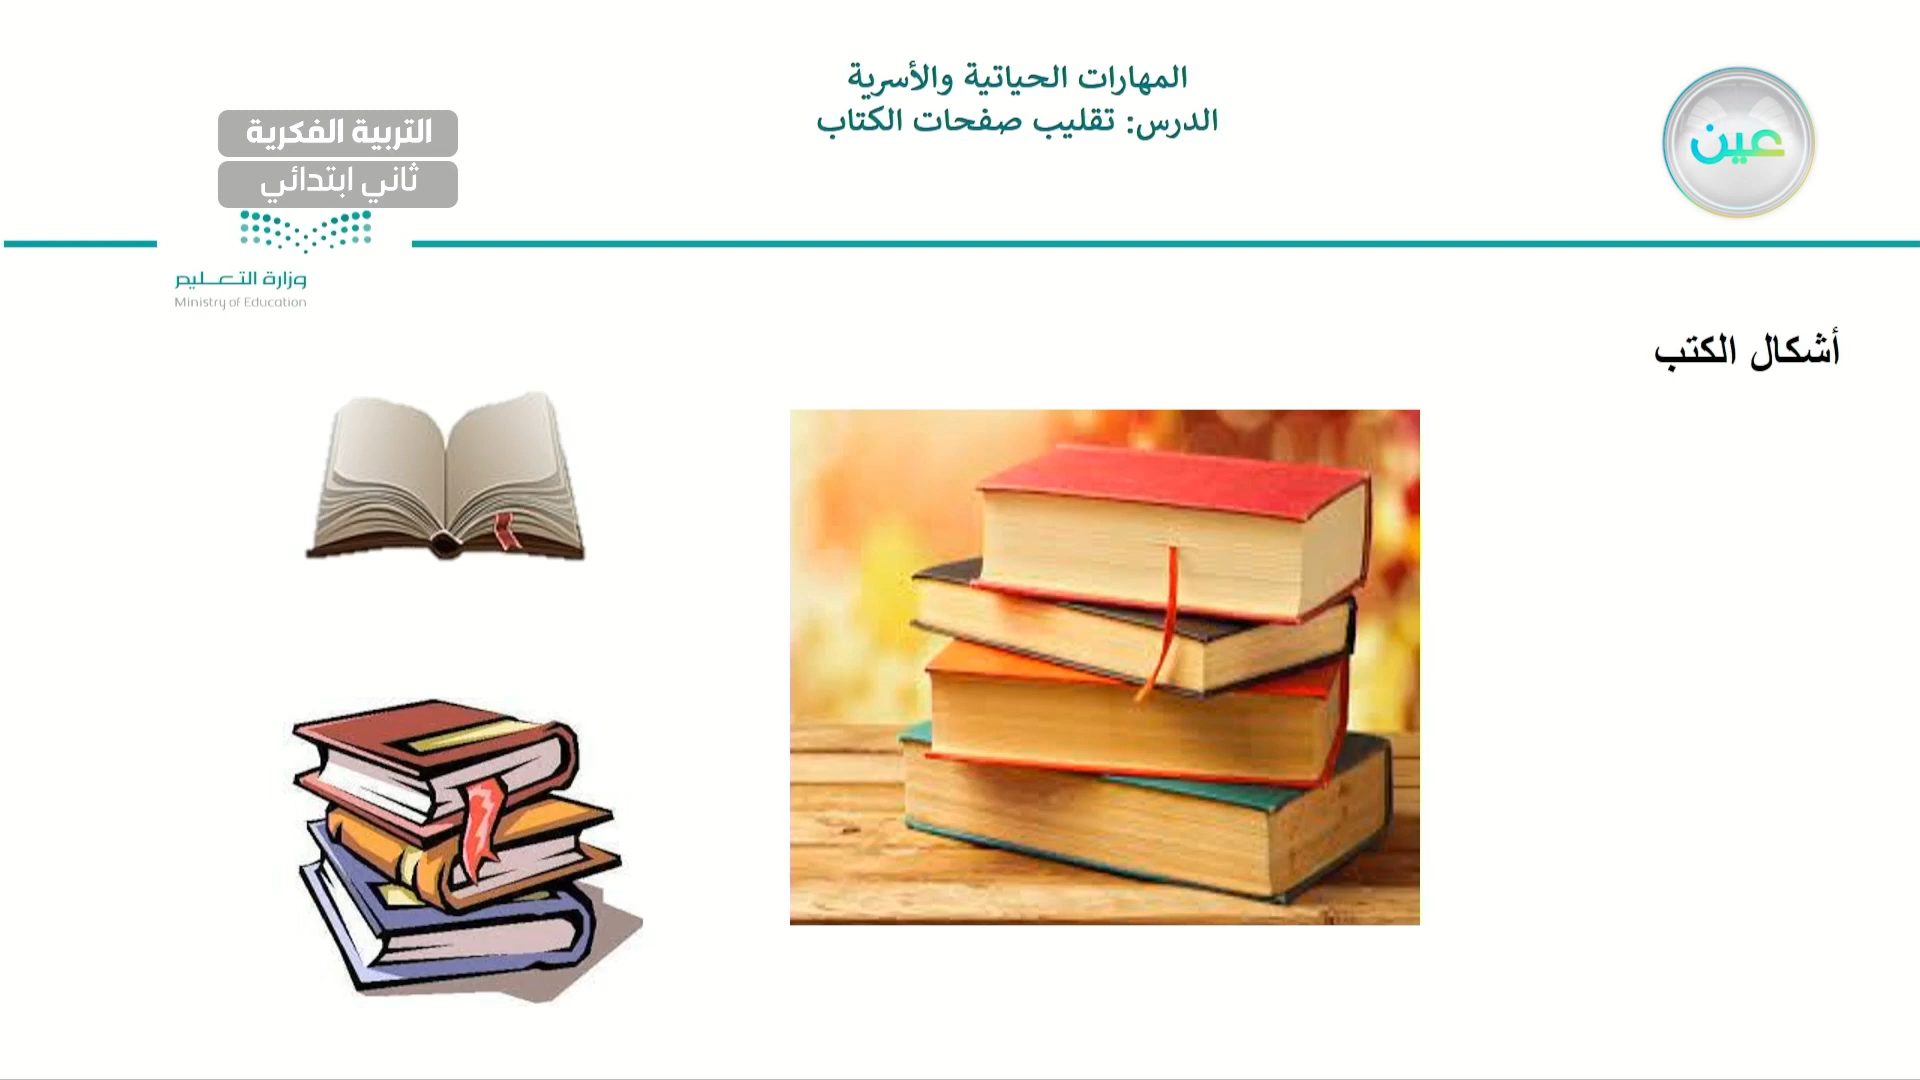 المهارات الحياتية والأسرية
الدرس: تقليب صفحات الكتاب
عين
التربية الفكرية
ثاني ابتدائي
وزارة التعليم
Ministry of Education
أشكال الكتب